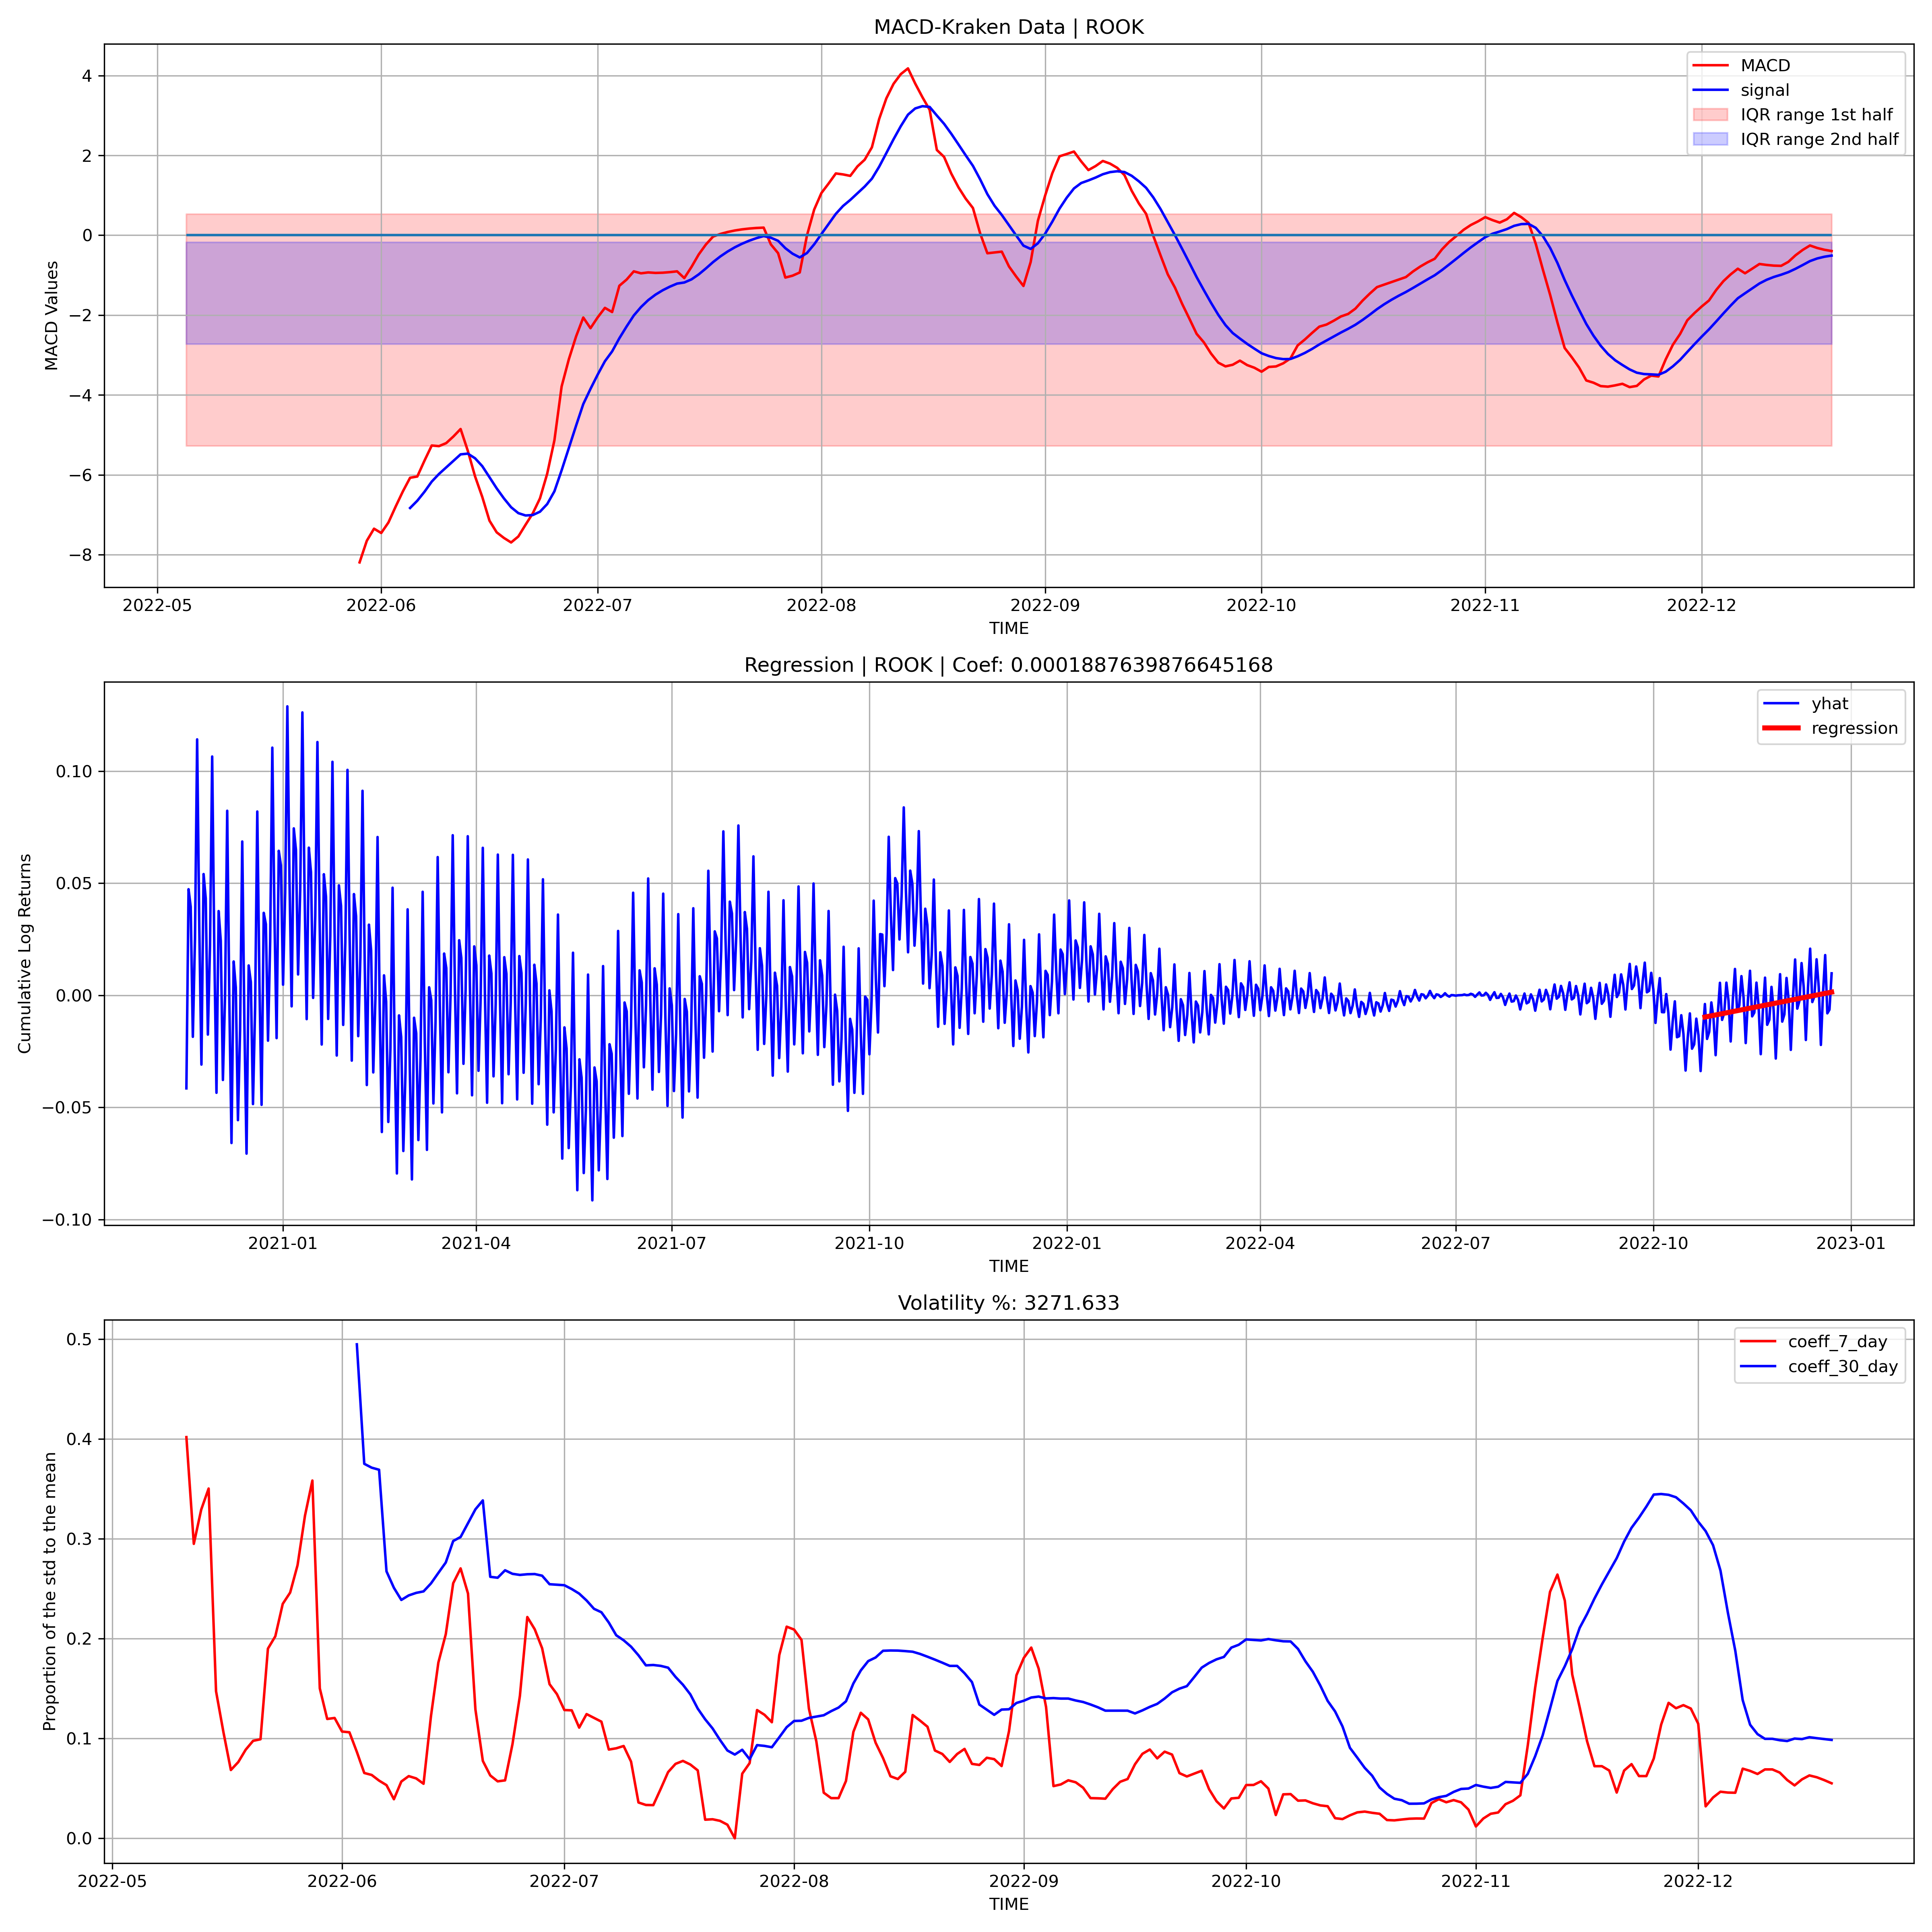 MACD-Kraken Data | ROOK
MACD Values
4
2
0
−2
−4
−6
−8
MACD
signal
IQR range 1st half
IQR range 2nd half
2022-05 2022-06 2022-07 2022-08 2022-09 2022-10 2022-11 2022-12
TIME
Regression | ROOK | Coef: 0.0001887639876645168
Cumulative Log Returns
0.10
0.05
0.00
−0.05
−0.10
yhat
regression
2021-01 2021-04 2021-07 2021-10 2022-01 2022-04 2022-07 2022-10 2023-01
TIME
Volatility %: 3271.633
Proportion of the std to the mean
0.5
0.4
0.3
0.2
0.1
0.0
coeff_7_day
coeff_30_day
2022-05 2022-06 2022-07 2022-08 2022-09 2022-10 2022-11 2022-12
TIME